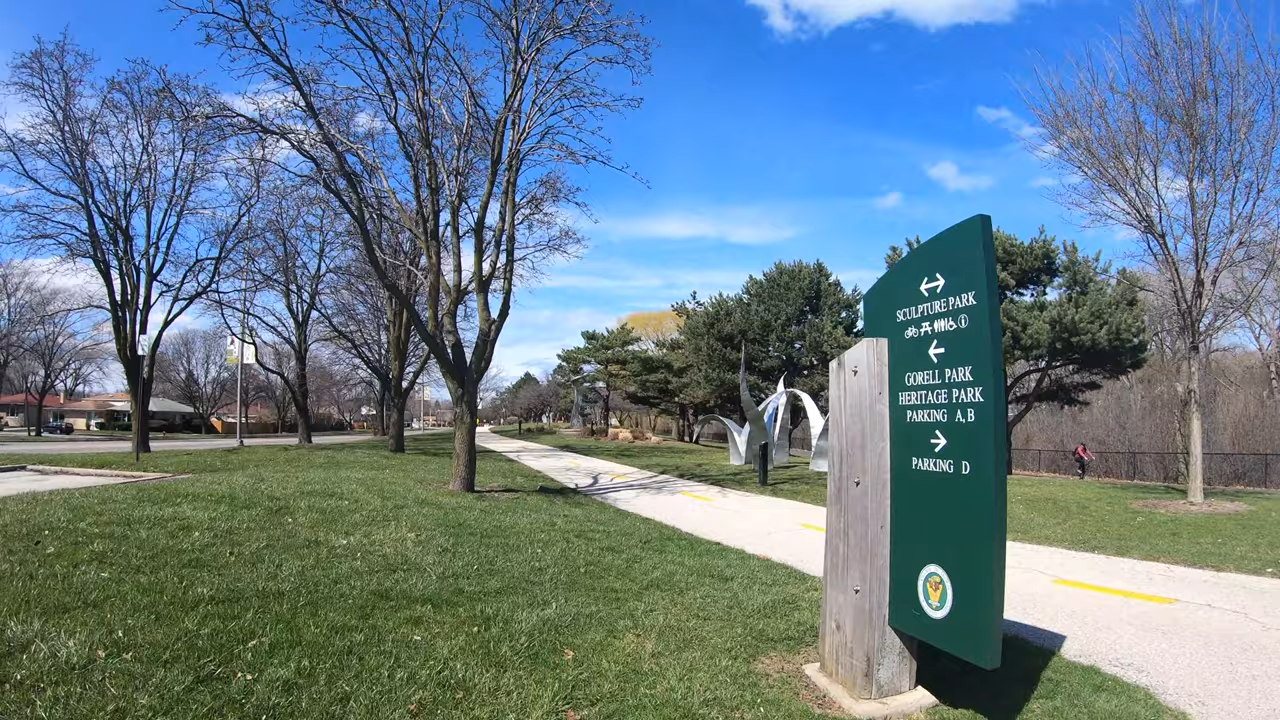 SCULPTURE PARK
GORELL PARK
HERITAGE PARK
PARKING A, B
PARKING D